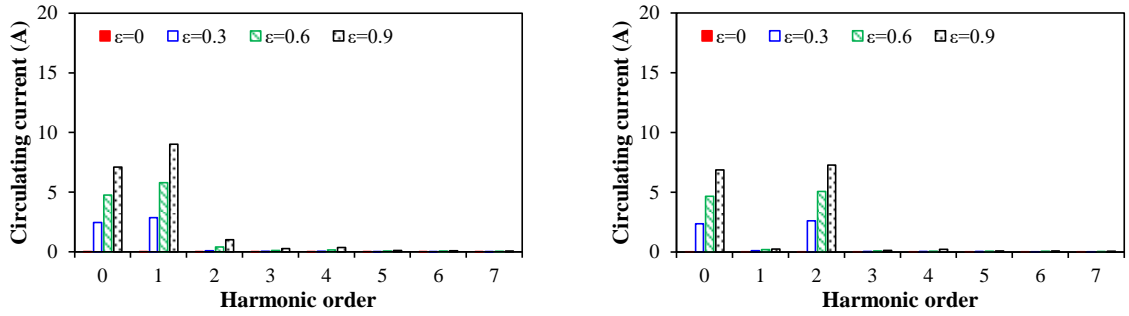 20
15
10
5
0
Circulating current (A)
ε=0 ε=0.3 ε=0.6 ε=0.9
0 1 2 3 4 5 6 7
Harmonic order
20
15
10
5
0
Circulating current (A)
ε=0 ε=0.3 ε=0.6 ε=0.9
0 1 2 3 4 5 6 7
Harmonic order